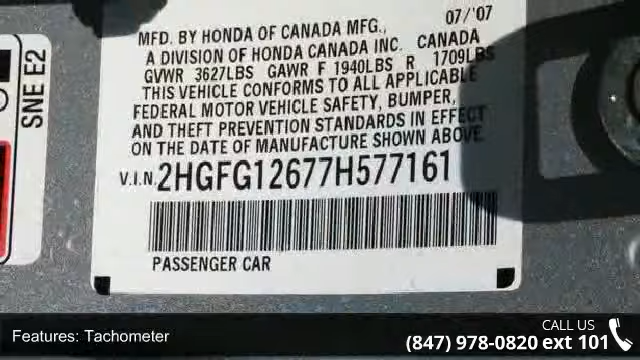 MFD. BY HONDA OF CANADA MFG., 07/'07
A DIVISION OF HONDA CANADA INC. CANADA
GVWR 3627LBS GAWR F 1940LBS R 1709LBS
THIS VEHICLE CONFORMS TO ALL APPLICABLE
FEDERAL MOTOR VEHICLE SAFETY, BUMPER,
AND THEFT PREVENTION STANDARDS IN EFFECT
ON THE DATE OF MANUFACTURE SHOWN ABOVE.
V.I.N. 2HGFG12677H577161
PASSENGER CAR
SNE E2
Features: Tachometer
CALL US
(847) 978-0820 ext 101